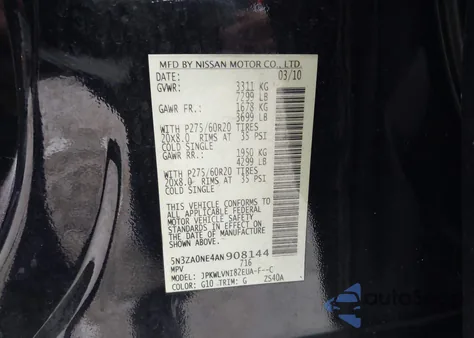 MFD BY NISSAN MOTOR CO., LTD.
DATE: 03/10
GVWR: 3311 KG
7299 LB
GAWR FR.: 1678 KG
3699 LB
WITH P275/60R20 TIRES
20X8.0 RIMS AT 35 PSI
COLD SINGLE
GAWR RR.: 1950 KG
4299 LB
WITH P275/60R20 TIRES
20X8.0 RIMS AT 35 PSI
COLD SINGLE
THIS VEHICLE CONFORMS TO
ALL APPLICABLE FEDERAL
MOTOR VEHICLE SAFETY
STANDARDS IN EFFECT ON
THE DATE OF MANUFACTURE
SHOWN ABOVE.
5N3ZA0NE4AN908144
MPV 716
MODEL: JPKWLVNI82EUA-F--C
COLOR: G10 TRIM: G 2S40A